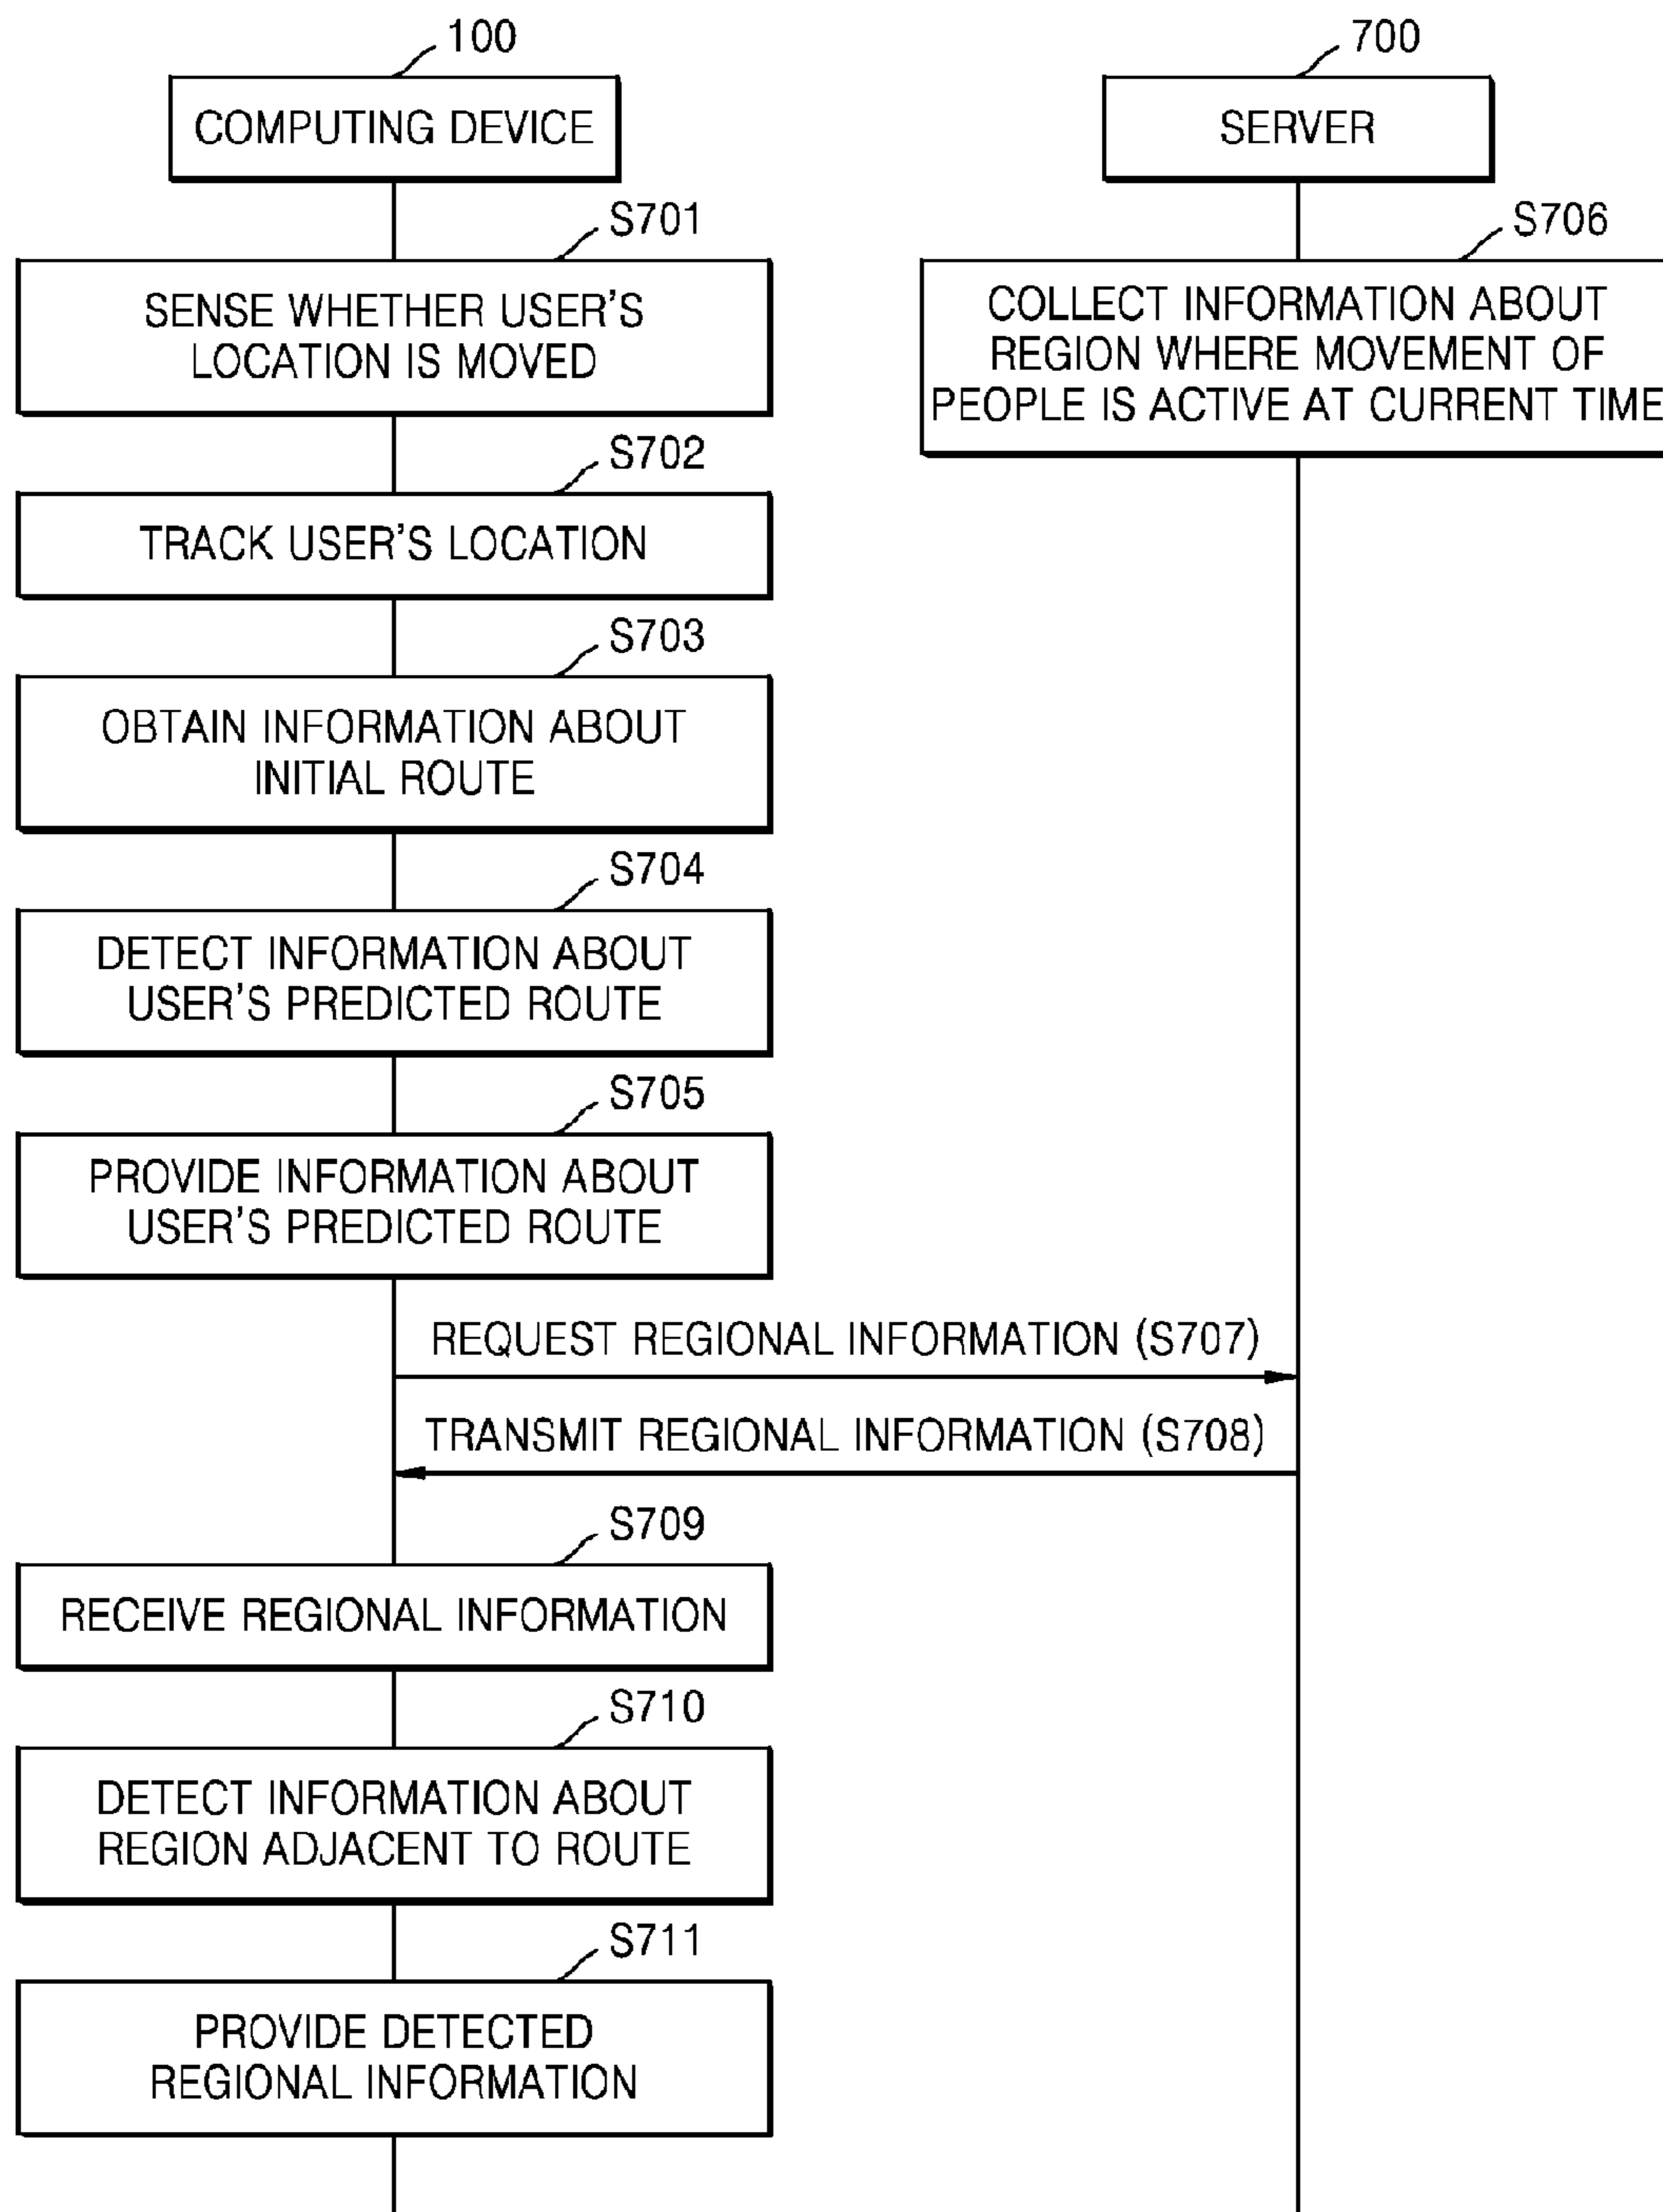 100
COMPUTING DEVICE
700
SERVER
S701
SENSE WHETHER USER'S
LOCATION IS MOVED
S706
COLLECT INFORMATION ABOUT
REGION WHERE MOVEMENT OF
PEOPLE IS ACTIVE AT CURRENT TIME
S702
TRACK USER'S LOCATION
S703
OBTAIN INFORMATION ABOUT
INITIAL ROUTE
S704
DETECT INFORMATION ABOUT
USER'S PREDICTED ROUTE
S705
PROVIDE INFORMATION ABOUT
USER'S PREDICTED ROUTE
REQUEST REGIONAL INFORMATION (S707)
TRANSMIT REGIONAL INFORMATION (S708)
S709
RECEIVE REGIONAL INFORMATION
S710
DETECT INFORMATION ABOUT
REGION ADJACENT TO ROUTE
S711
PROVIDE DETECTED
REGIONAL INFORMATION